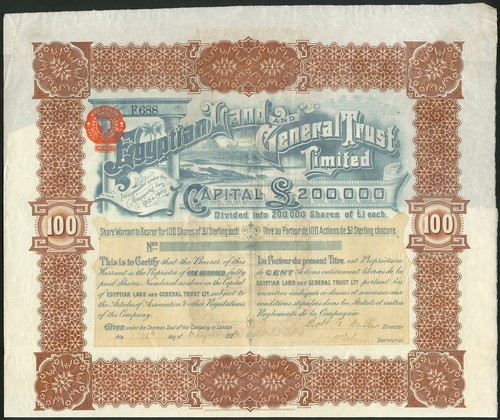 F.688
Egyptian Land AND General Trust
Limited
Incorporated under the
Companies Acts
CAPITAL £200,000
Divided into 200,000 Shares of £1 each.
Share Warrant to Bearer for 100 Shares of £1 Sterling each.
Titre au Porteur de 100 Actions de £1 Sterling chacune.
No.
100
100
This is to Certify that the Bearer of this
Warrant is the Proprietor of ONE HUNDRED fully
paid Shares Numbered as above in the Capital
of EGYPTIAN LAND AND GENERAL TRUST LTD. subject to
the Articles of Association & other Regulations
of the Company.
Le Porteur du présent Titre est Propriétaire
de CENT Actions entièrement libérées de la
EGYPTIAN LAND AND GENERAL TRUST LTD. portant les
numéros indiqués ci-dessus et soumises aux
conditions stipulées dans les Statuts et autres
Règlements de la Compagnie.
GIVEN under the Common Seal of the Company in London
this day of
Director
Secretary